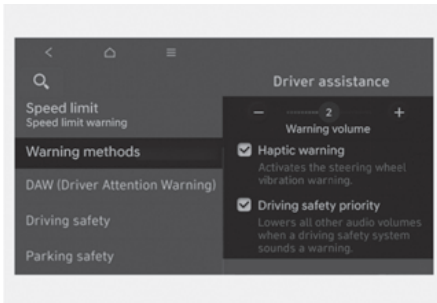 Driver assistance
Speed limit
Speed limit warning
Warning methods
DAW (Driver Attention Warning)
Driving safety
Parking safety
− 2 +
Warning volume
Haptic warning
Activates the steering wheel
vibration warning.
Driving safety priority
Lowers all other audio volumes
when a driving safety system
sounds a warning.